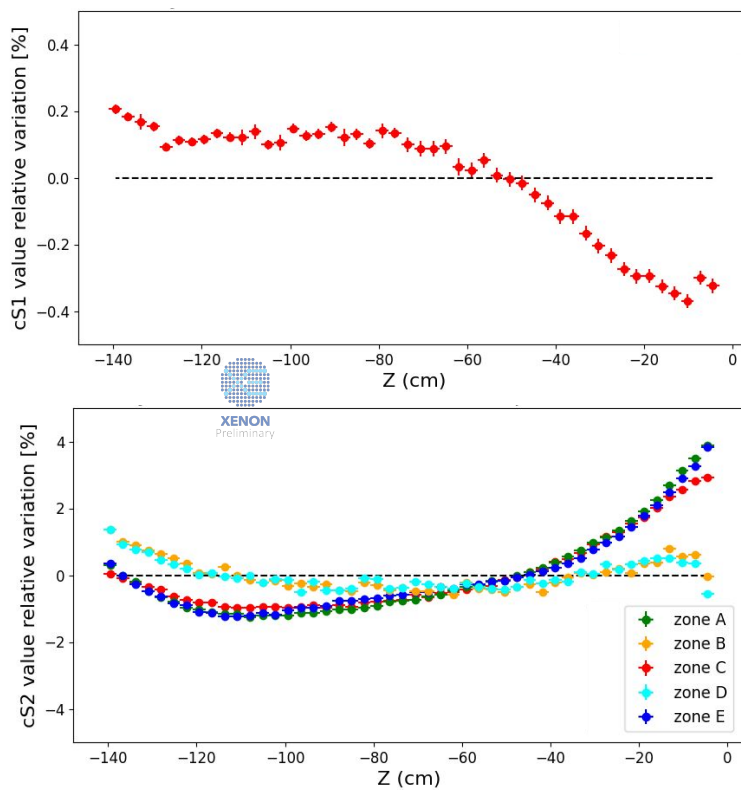 cS1 value relative variation [%]
0.4
0.2
0.0
−0.2
−0.4
−140
−120
−100
−80
−60
−40
−20
0
Z (cm)
XENON
Preliminary
cS2 value relative variation [%]
4
2
0
−2
−4
zone A
zone B
zone C
zone D
zone E
−140
−120
−100
−80
−60
−40
−20
0
Z (cm)